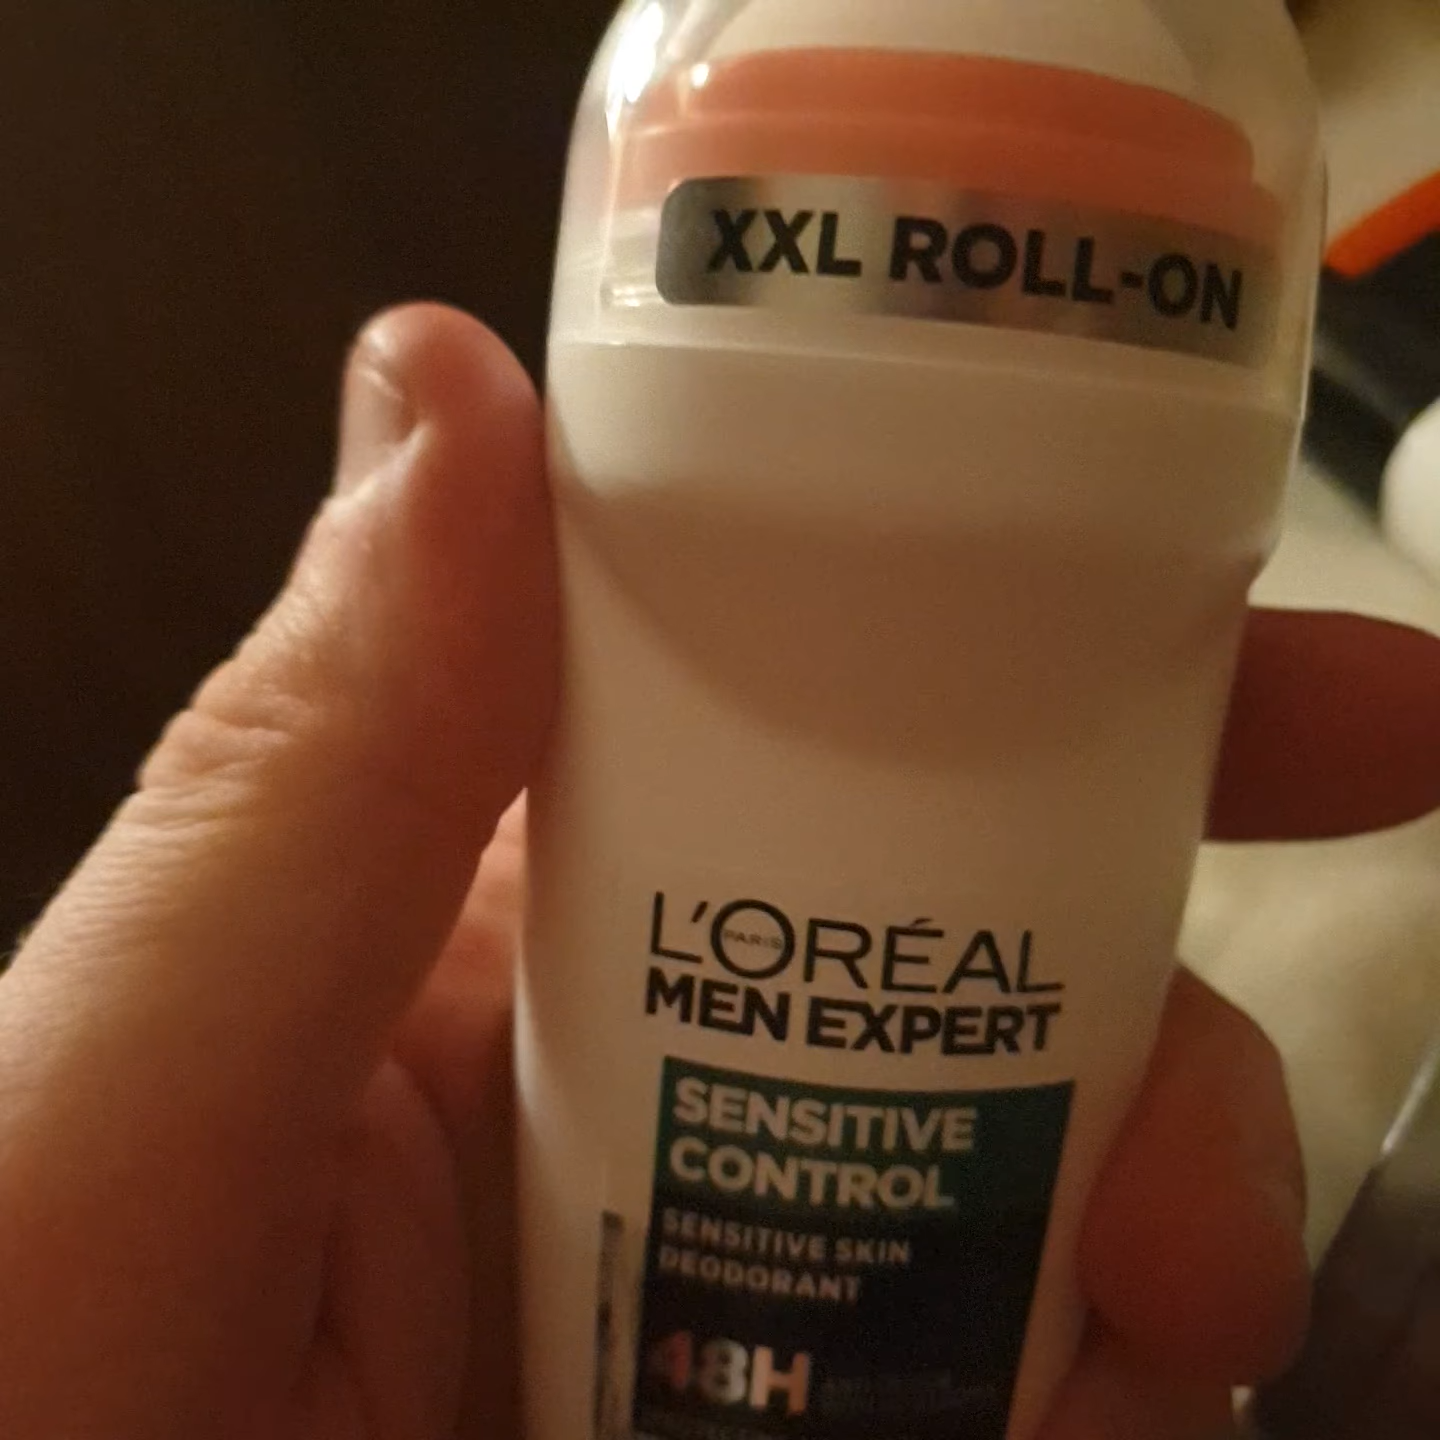 XXL ROLL-ON
L'ORÉAL
PARIS
MEN EXPERT
SENSITIVE
CONTROL
SENSITIVE SKIN
DEODORANT
48H